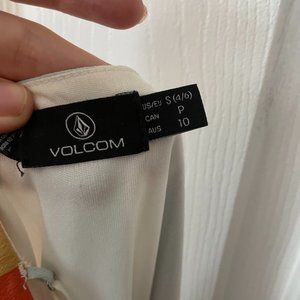 VOLCOM
US/EU S (4/6)
CAN P
AUS 10